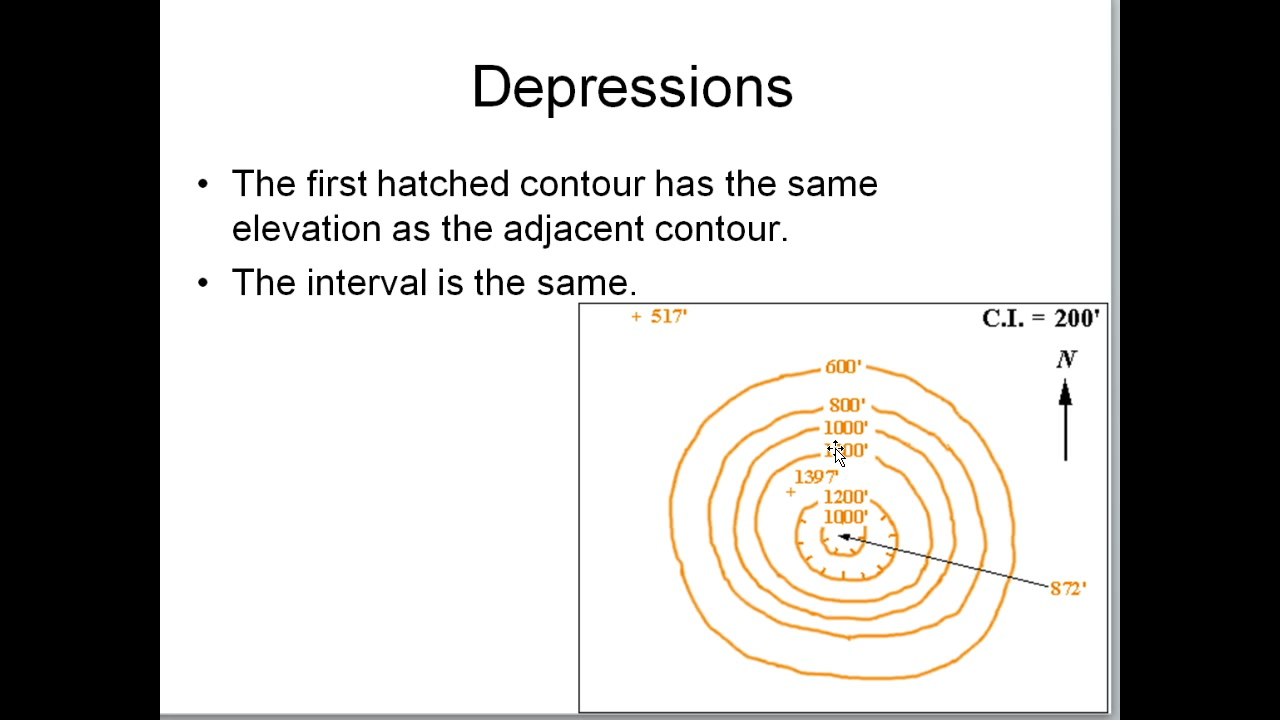 Depressions
• The first hatched contour has the same
elevation as the adjacent contour.
• The interval is the same.
+ 517'
C.I. = 200'
N
600'
800'
1000'
1397'
+
1200'
1000'
872'